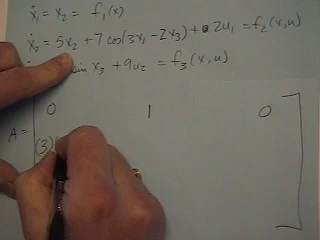 ẋ₁ = x₂ = f₁(x)
ẋ₂ = 5x₂ + 7 cos(3x₁ - 2x₃) + 2u₁ = f₂(x,u)
sin x₃ + 9u₂ = f₃(x,u)
0 1 0
A =
(3)(